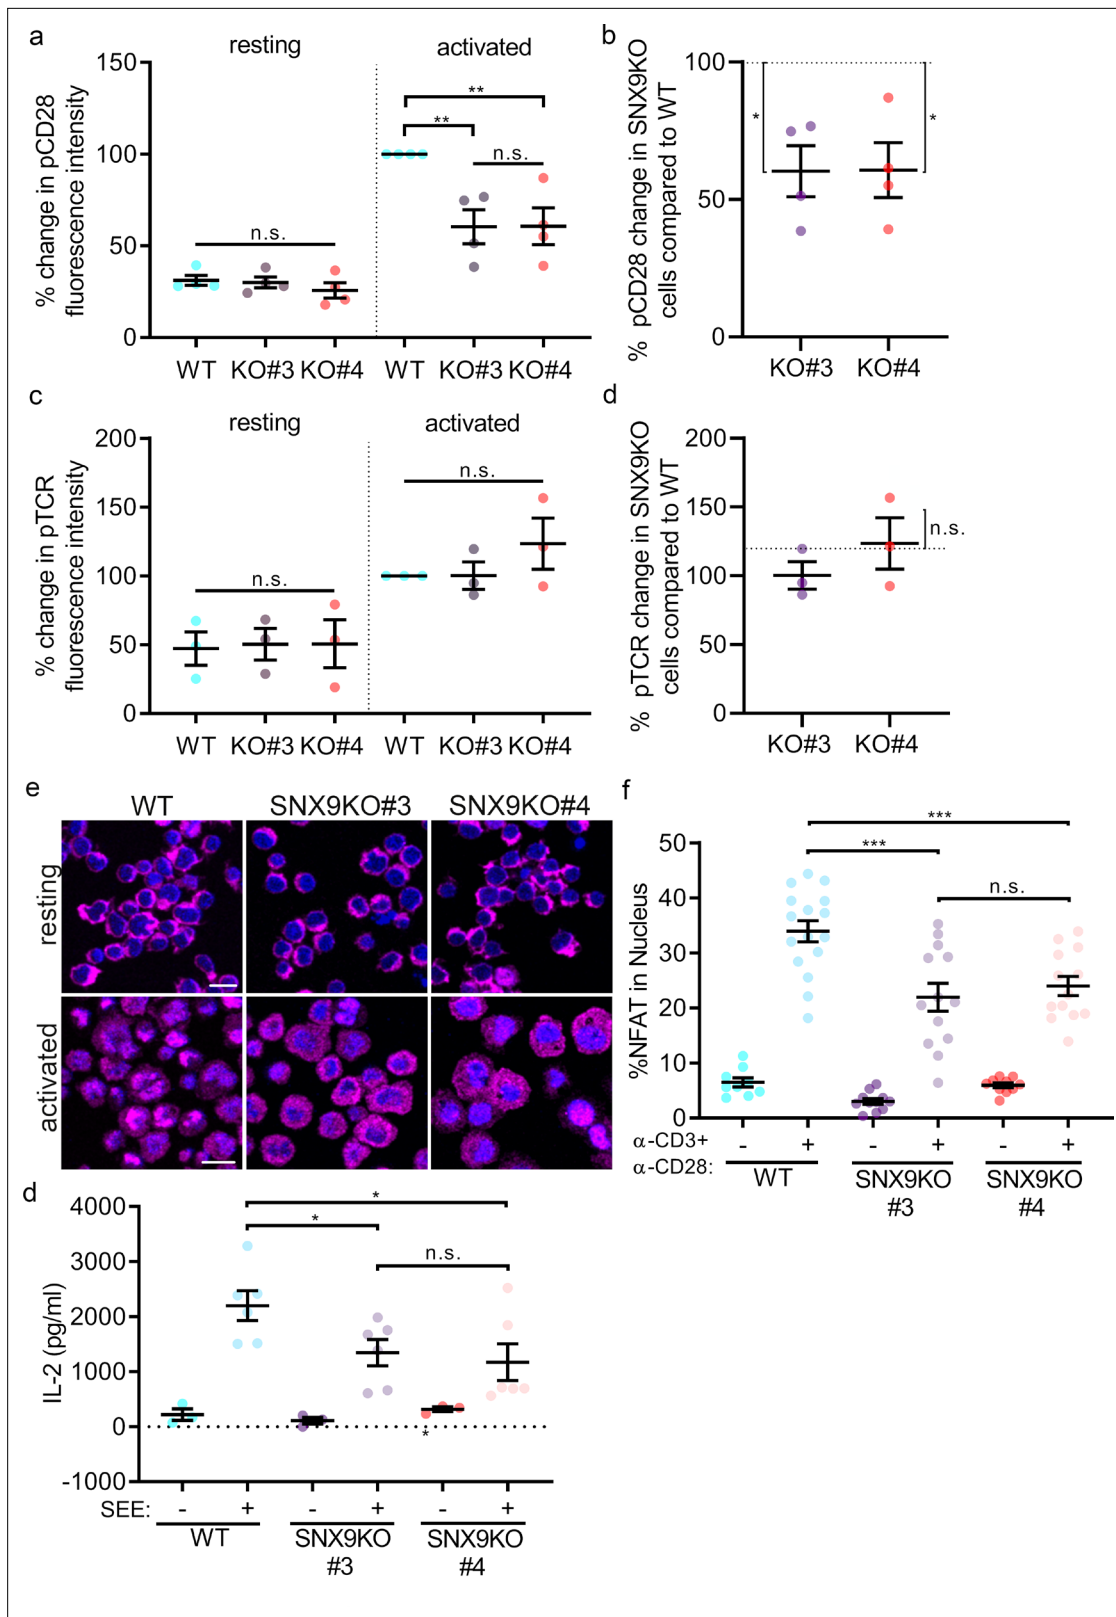 a
resting
activated
% change in pCD28
fluorescence intensity
150
100
50
0
n.s.
**
**
n.s.
WT
KO#3
KO#4
WT
KO#3
KO#4
b
% pCD28 change in SNX9KO
cells compared to WT
100
50
0
*
*
KO#3
KO#4
c
resting
activated
% change in pTCR
fluorescence intensity
200
150
100
50
0
n.s.
n.s.
WT
KO#3
KO#4
WT
KO#3
KO#4
d
% pTCR change in SNX9KO
cells compared to WT
200
150
100
50
0
n.s.
KO#3
KO#4
e
WT
SNX9KO#3
SNX9KO#4
resting
activated
f
%NFAT in Nucleus
50
40
30
20
10
0
***
***
n.s.
α-CD3+
α-CD28:
- + - + - +
WT
SNX9KO
#3
SNX9KO
#4
d
IL-2 (pg/ml)
4000
3000
2000
1000
0
-1000
*
*
n.s.
*
SEE: - + - + - +
WT
SNX9KO
#3
SNX9KO
#4